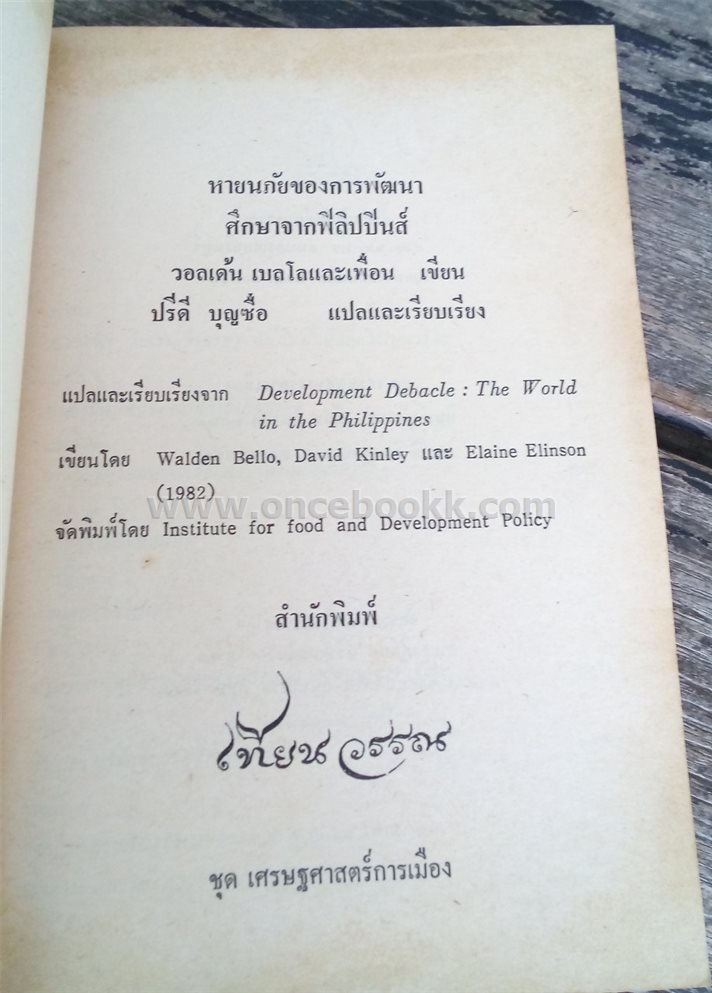 หายนภัยของการพัฒนา
ศึกษาจากฟิลิปปินส์
วอลเด้น เบลโลและเพื่อน เขียน
ปรีดี บุญซื่อ แปลและเรียบเรียง
แปลและเรียบเรียงจาก Development Debacle : The World
in the Philippines
เขียนโดย Walden Bello, David Kinley และ Elaine Elinson
(1982)
www.oncebookk.com
จัดพิมพ์โดย Institute for food and Development Policy
สำนักพิมพ์
เทียนวรรณ
ชุด เศรษฐศาสตร์การเมือง